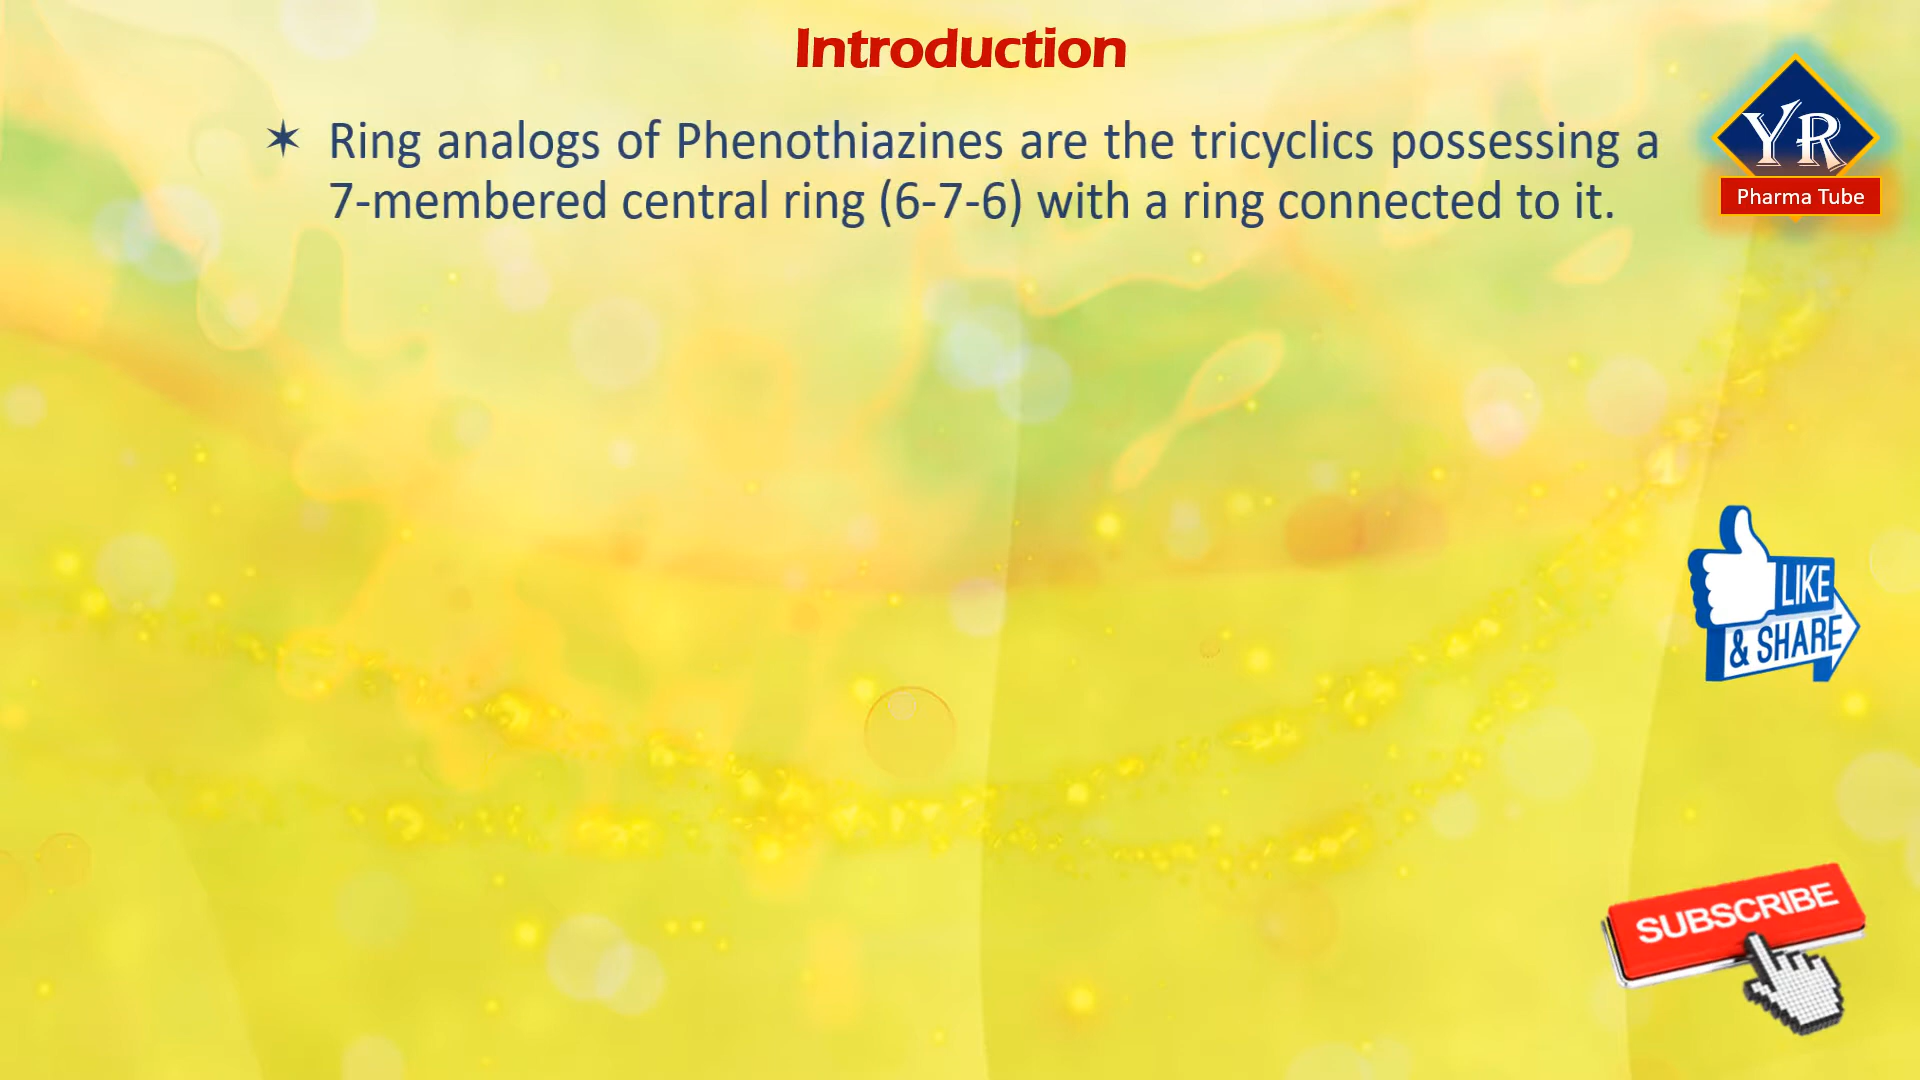 Introduction
✶ Ring analogs of Phenothiazines are the tricyclics possessing a
7-membered central ring (6-7-6) with a ring connected to it.
YR
Pharma Tube
LIKE
& SHARE
SUBSCRIBE